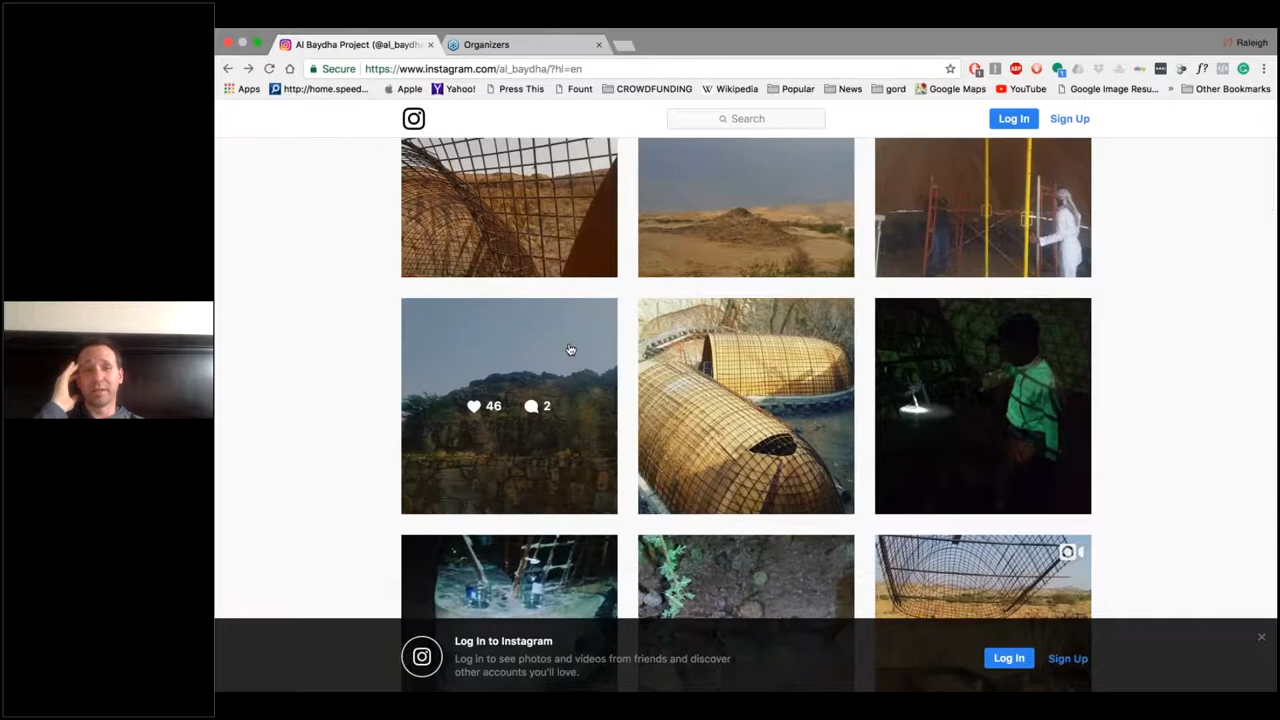 Al Baydha Project (@al_baydh
Organizers
Raleigh
Secure
https://www.instagram.com/al_baydha/?hl=en
Apps
http://home.speed...
Apple
Yahoo!
Press This
Fount
CROWDFUNDING
Wikipedia
Popular
News
gord
Google Maps
YouTube
Google Image Resu...
»
Other Bookmarks
Search
Log In
Sign Up
46
2
Log In to Instagram
Log in to see photos and videos from friends and discover
other accounts you'll love.
Log In
Sign Up